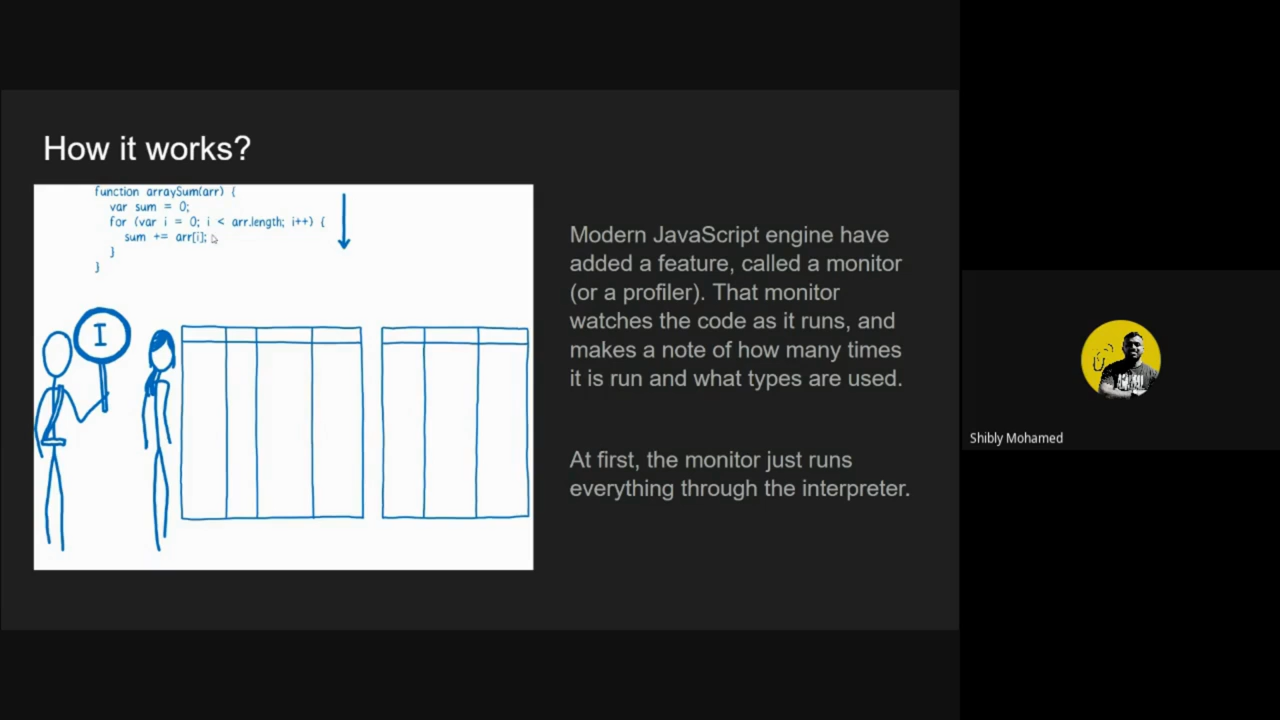 How it works?
function arraySum(arr) {
var sum = 0;
for (var i = 0; i < arr.length; i++) {
sum += arr[i];
}
}
I
Modern JavaScript engine have
added a feature, called a monitor
(or a profiler). That monitor
watches the code as it runs, and
makes a note of how many times
it is run and what types are used.
At first, the monitor just runs
everything through the interpreter.
Shibly Mohamed